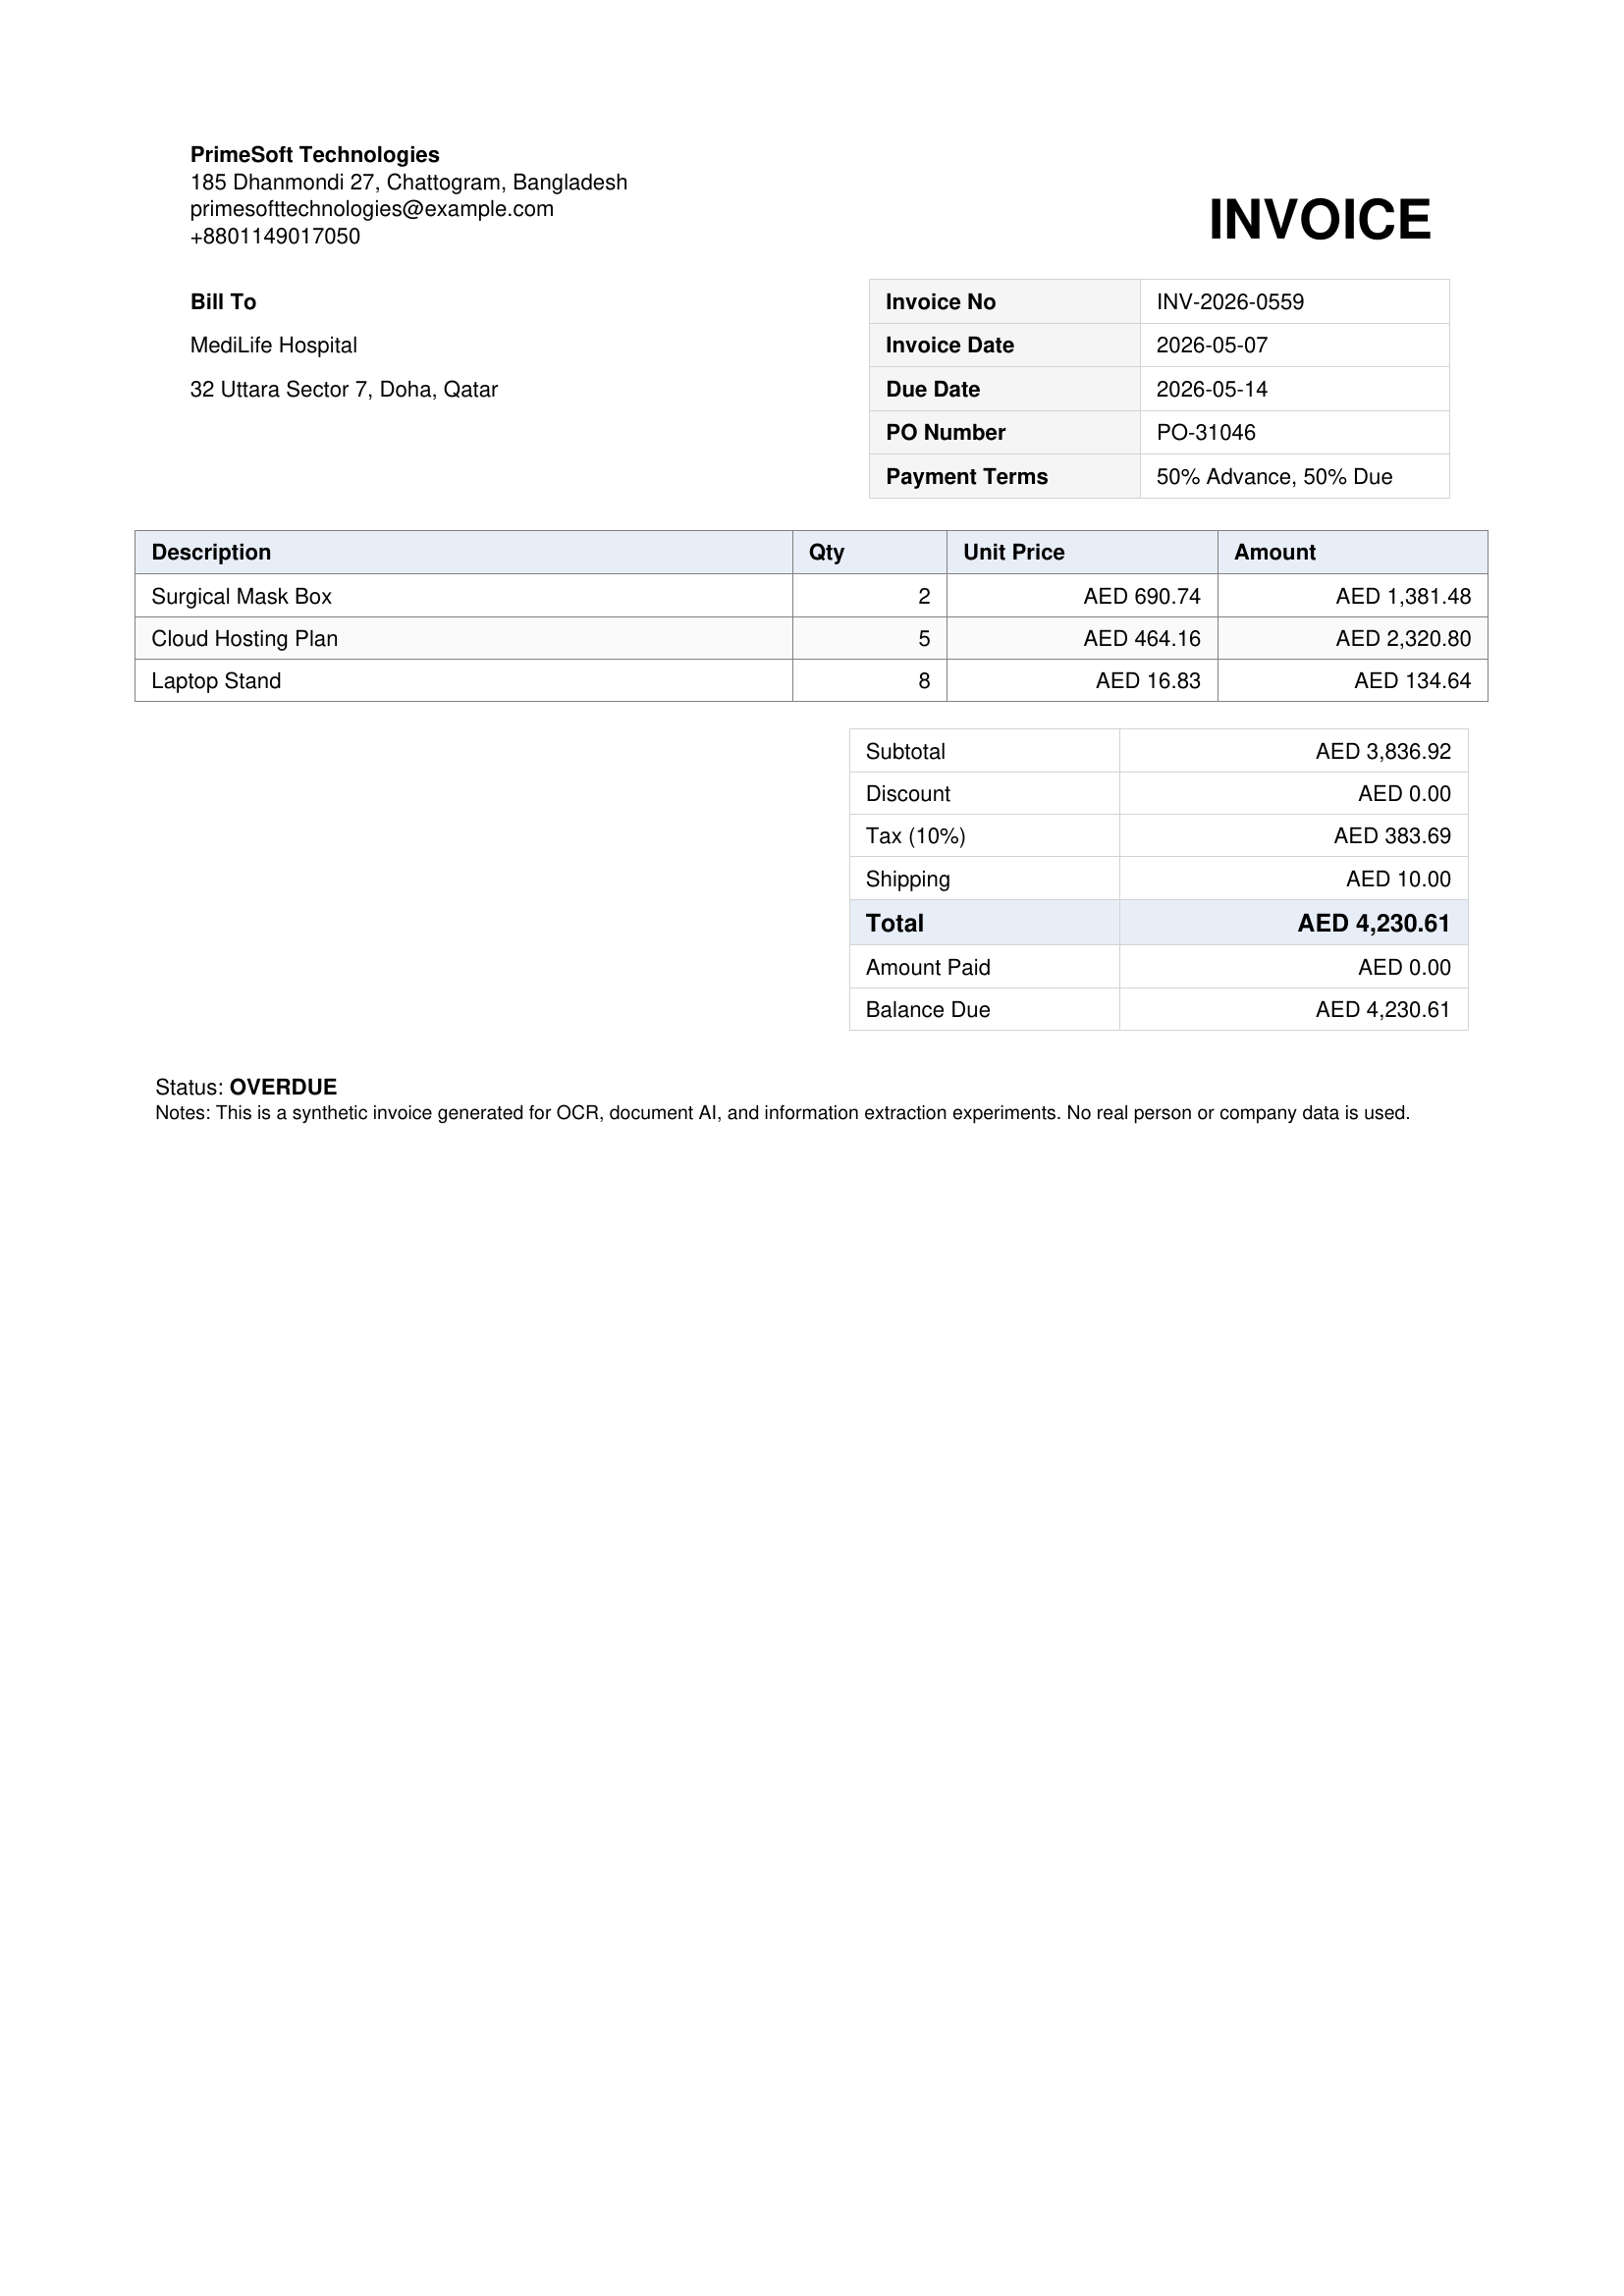 PrimeSoft Technologies
185 Dhanmondi 27, Chattogram, Bangladesh
primesofttechnologies@example.com
+8801149017050
INVOICE
Bill To
MediLife Hospital
32 Uttara Sector 7, Doha, Qatar
Invoice No INV-2026-0559
Invoice Date 2026-05-07
Due Date 2026-05-14
PO Number PO-31046
Payment Terms 50% Advance, 50% Due
Description Qty Unit Price Amount
Surgical Mask Box 2 AED 690.74 AED 1,381.48
Cloud Hosting Plan 5 AED 464.16 AED 2,320.80
Laptop Stand 8 AED 16.83 AED 134.64
Subtotal AED 3,836.92
Discount AED 0.00
Tax (10%) AED 383.69
Shipping AED 10.00
Total AED 4,230.61
Amount Paid AED 0.00
Balance Due AED 4,230.61
Status: OVERDUE
Notes: This is a synthetic invoice generated for OCR, document AI, and information extraction experiments. No real person or company data is used.